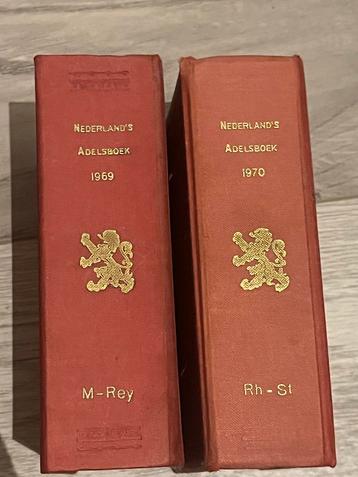 NEDERLAND'S
ADELSBOEK
1969
M-Rey
NEDERLAND'S
ADELSBOEK
1970
Rh-St